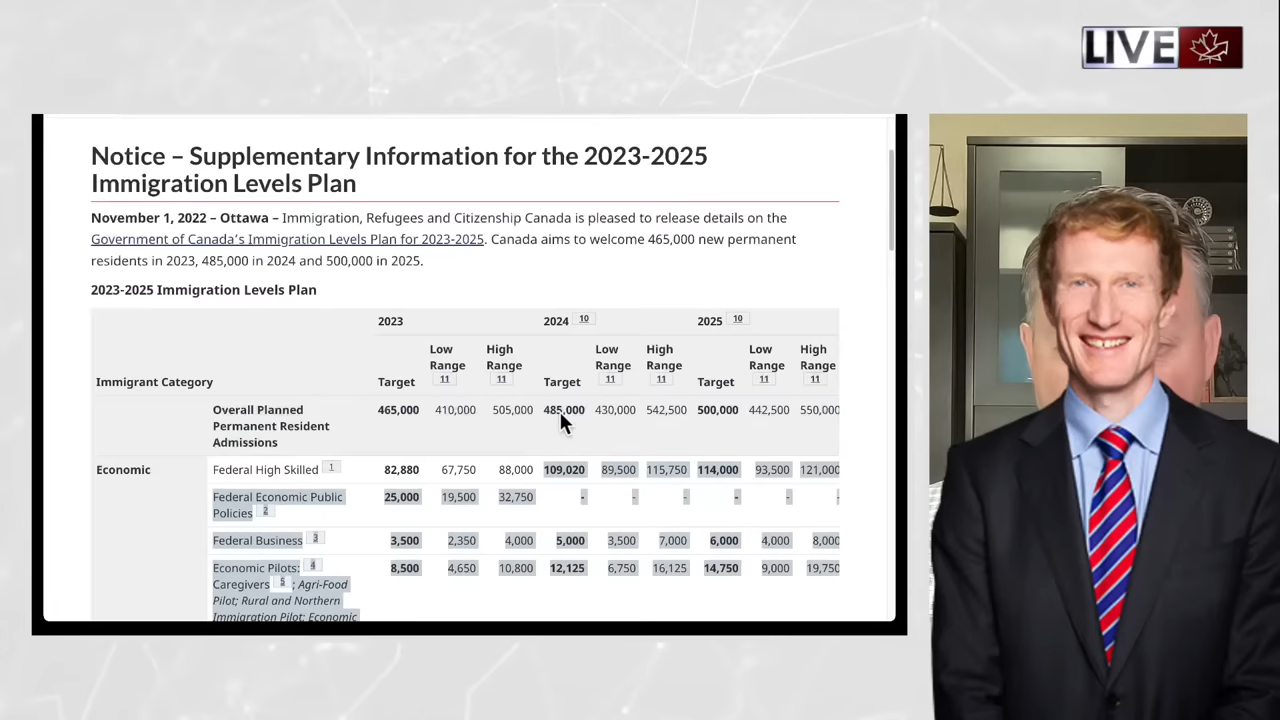 LIVE
Notice – Supplementary Information for the 2023-2025
Immigration Levels Plan
November 1, 2022 – Ottawa – Immigration, Refugees and Citizenship Canada is pleased to release details on the
Government of Canada's Immigration Levels Plan for 2023-2025. Canada aims to welcome 465,000 new permanent
residents in 2023, 485,000 in 2024 and 500,000 in 2025.
2023-2025 Immigration Levels Plan
2023 2024 10 2025 10
Immigrant Category Target Low Range 11 High Range 11 Target Low Range 11 High Range 11 Target Low Range 11 High Range 11
Overall Planned 465,000 410,000 505,000 485,000 430,000 542,500 500,000 442,500 550,000
Permanent Resident
Admissions
Economic Federal High Skilled 1 82,880 67,750 88,000 109,020 89,500 115,750 114,000 93,500 121,000
Federal Economic Public 25,000 19,500 32,750 - - - - - -
Policies 2
Federal Business 3 3,500 2,350 4,000 5,000 3,500 7,000 6,000 4,000 8,000
Economic Pilots: 4 8,500 4,650 10,800 12,125 6,750 16,125 14,750 9,000 19,750
Caregivers 5 ; Agri-Food
Pilot; Rural and Northern
Immigration Pilot; Economic